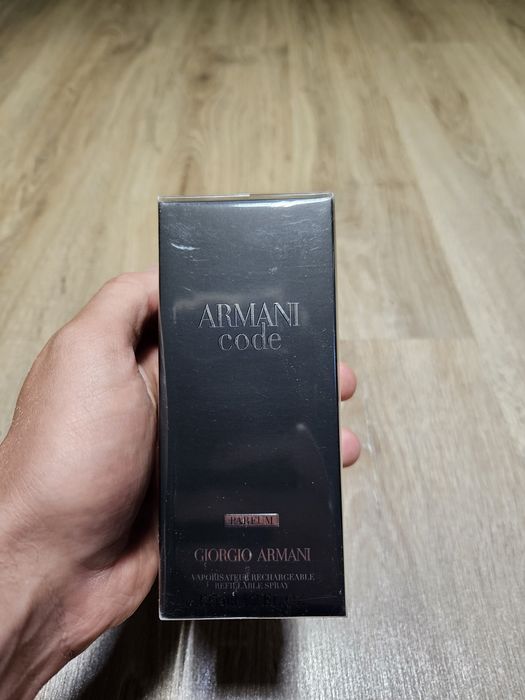 ARMANI
code
PARFUM
GIORGIO ARMANI
VAPORISATEUR RECHARGEABLE
REFILLABLE SPRAY